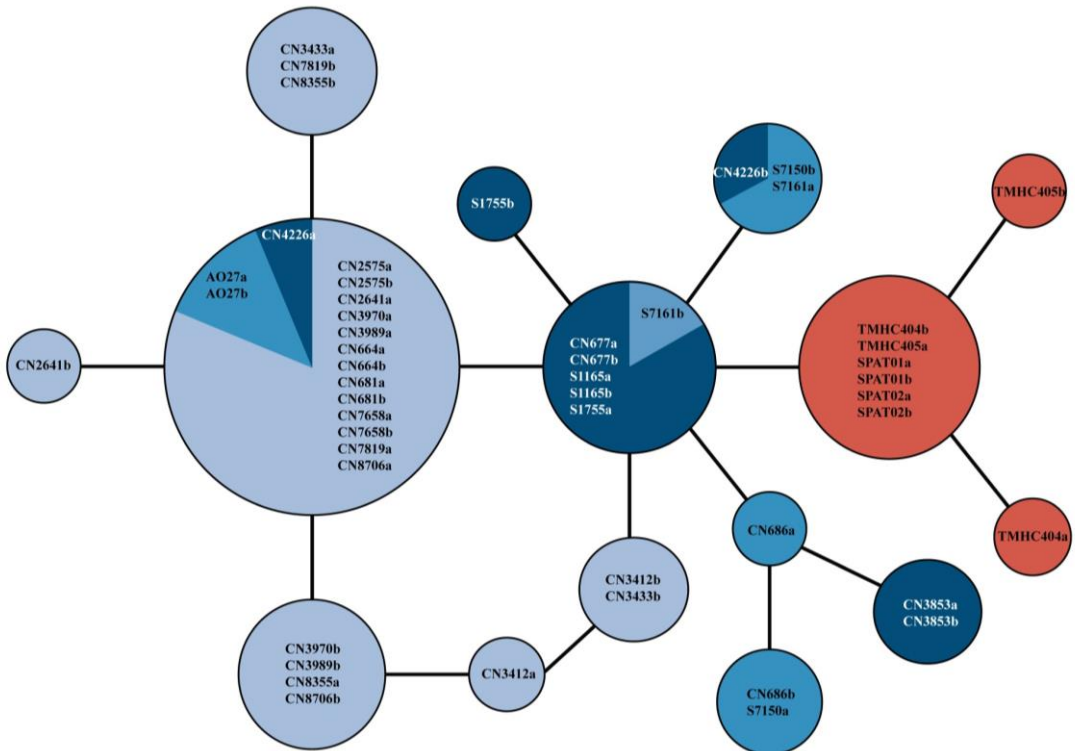 CN3433a
CN7819b
CN8355b
CN4226b
S7150b
S7161a
S1755b
TMHC405b
CN4226a
AO27a
AO27b
CN2575a
CN2575b
CN2641a
CN3970a
CN3989a
CN664a
CN664b
CN681a
CN681b
CN7658a
CN7658b
CN7819a
CN8706a
S7161b
CN677a
CN677b
S1165a
S1165b
S1755a
TMHC404b
TMHC405a
SPAT01a
SPAT01b
SPAT02a
SPAT02b
CN2641b
CN686a
TMHC404a
CN3412b
CN3433b
CN3853a
CN3853b
CN3970b
CN3989b
CN8355a
CN8706b
CN3412a
CN686b
S7150a